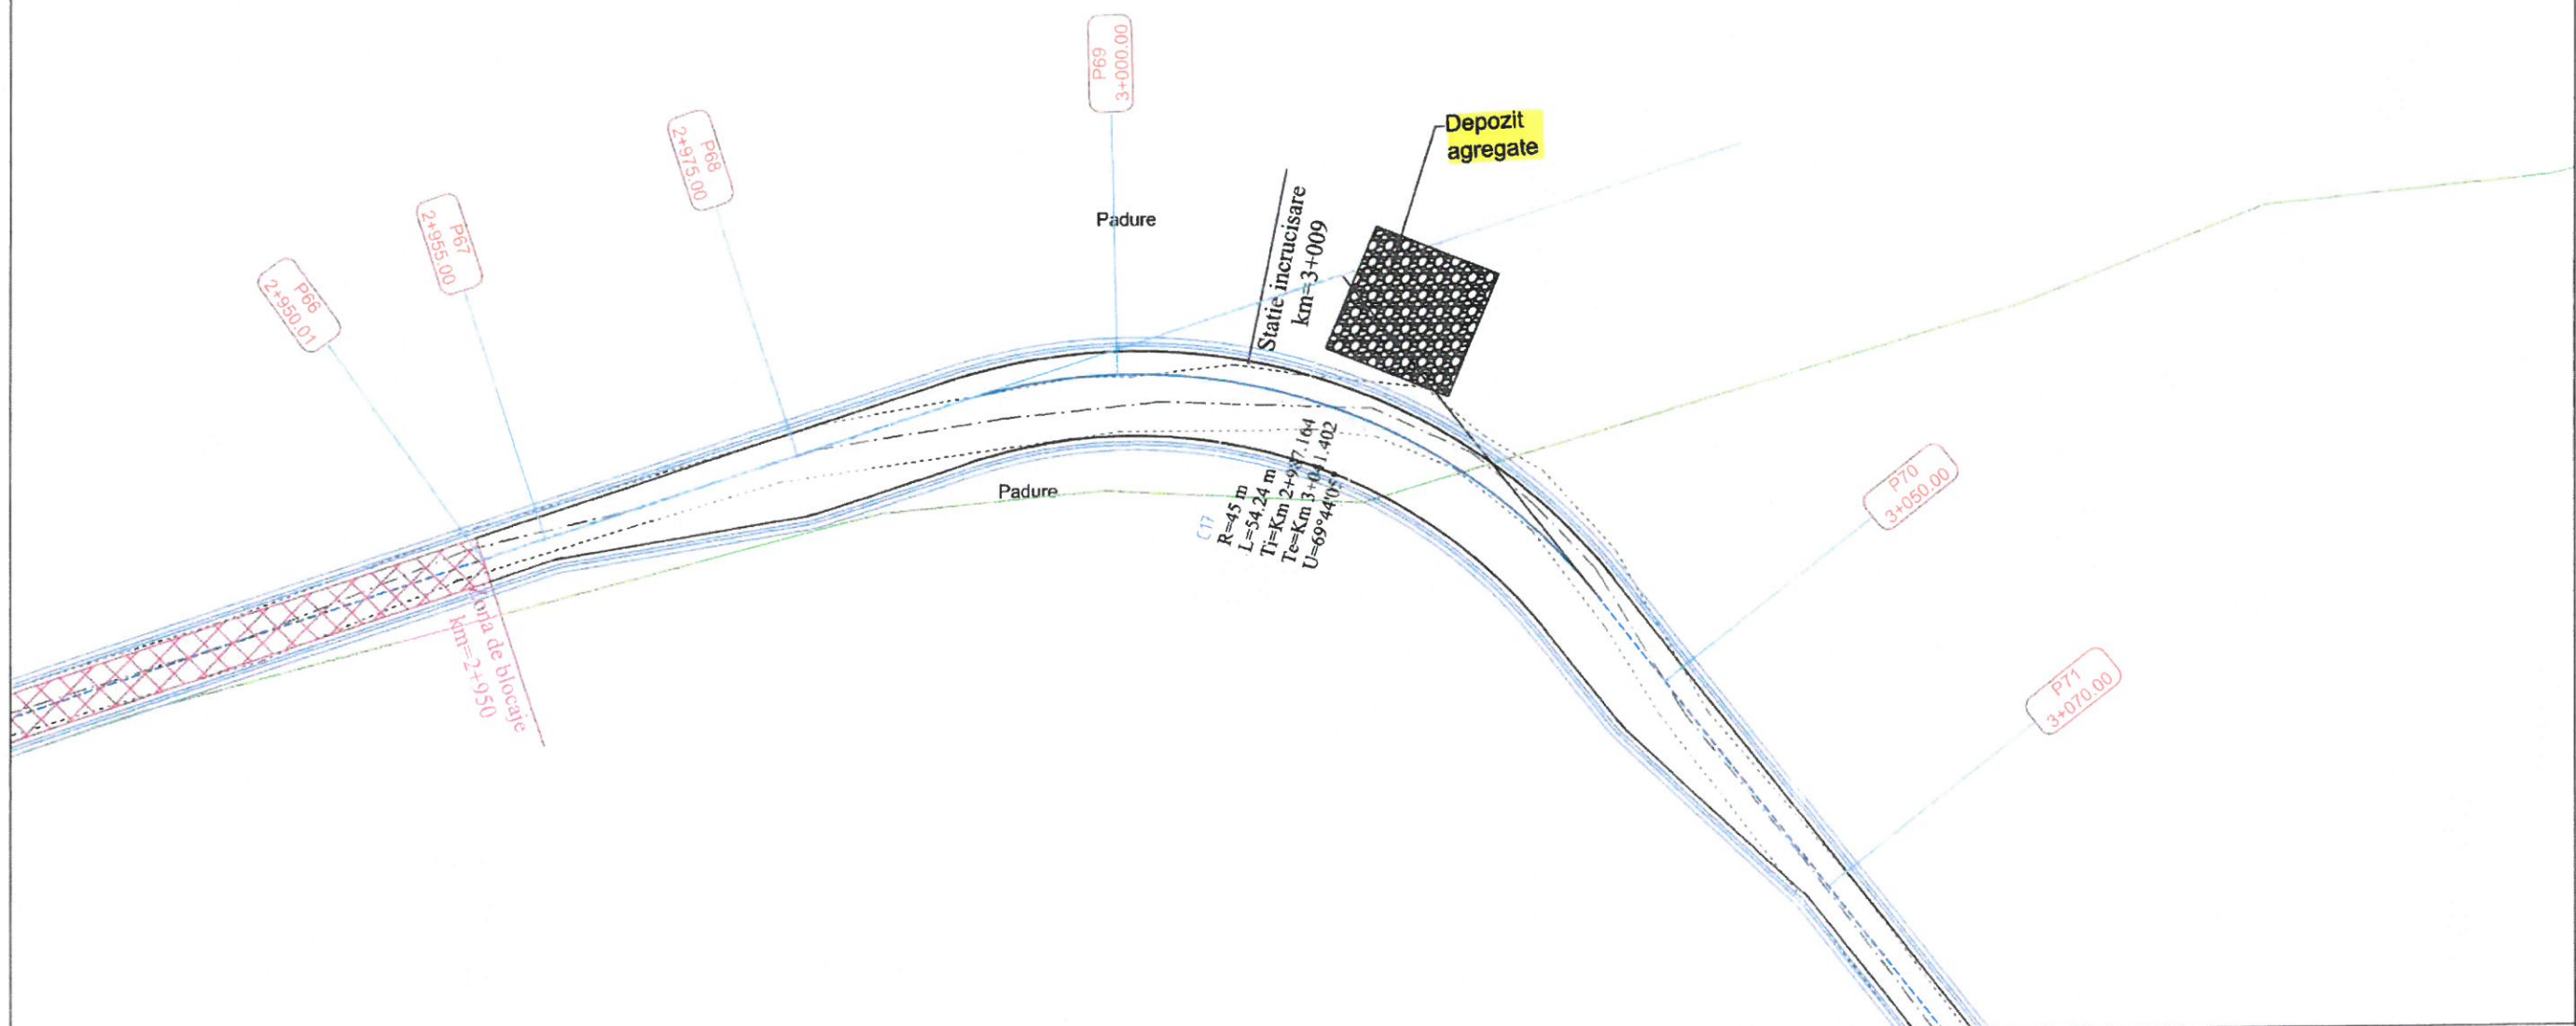 P69
3+000.00
Depozit
agregate
P68
2+975.00
P67
2+955.00
P66
2+950.01
Padure
Statie incrucisare
km=3+009
Padure
C17
R=45 m
L=54.24 m
Ti=Km 2+987.164
Te=Km 3+041.402
U=69°44'05"
P70
3+050.00
P71
3+070.00
Zona de blocaje
km=2+950